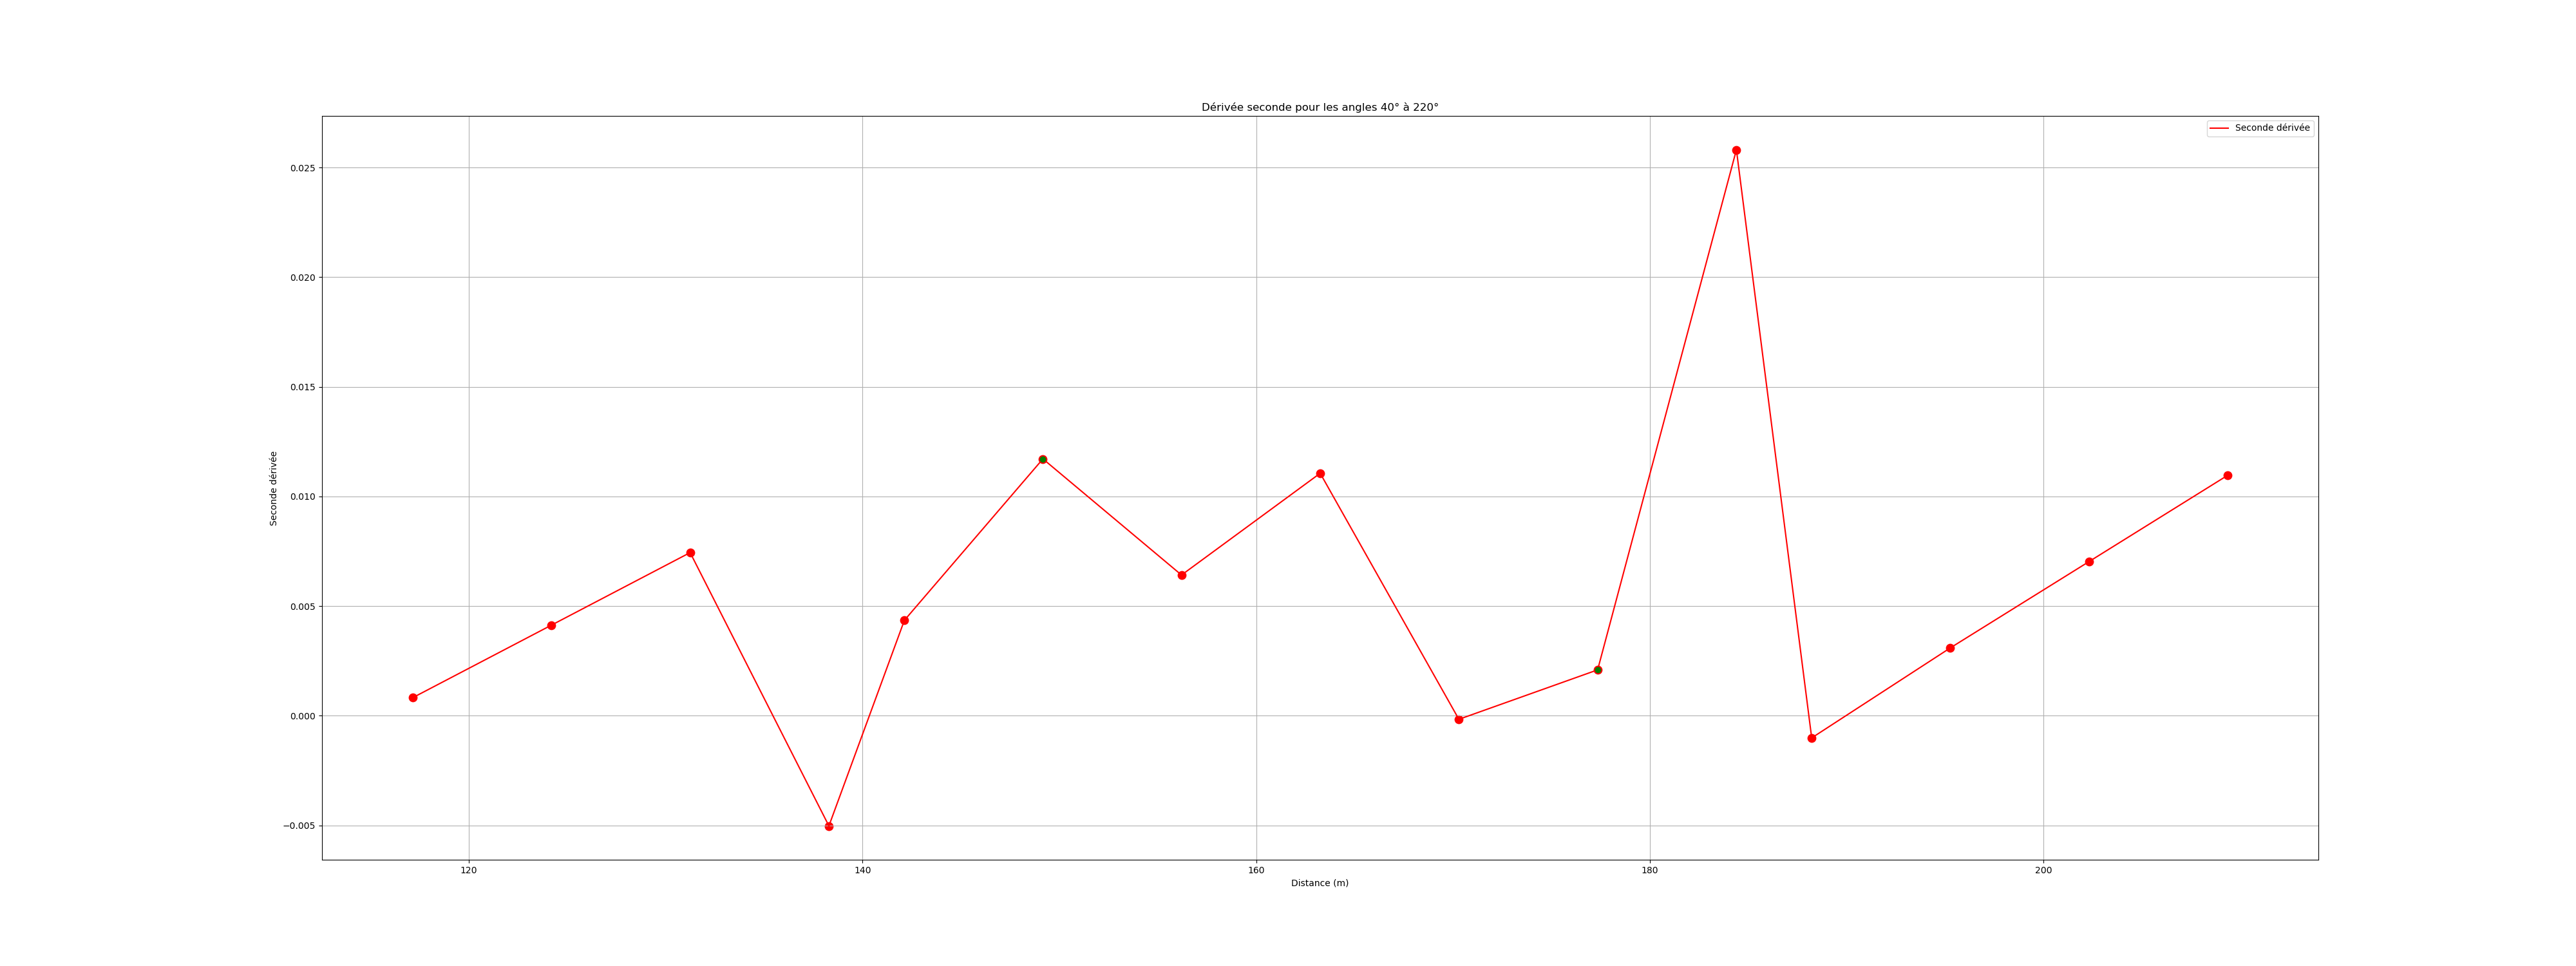 Dérivée seconde pour les angles 40° à 220°
Seconde dérivée
0.025
0.020
0.015
0.010
0.005
0.000
−0.005
Seconde dérivée
120 140 160 180 200
Distance (m)